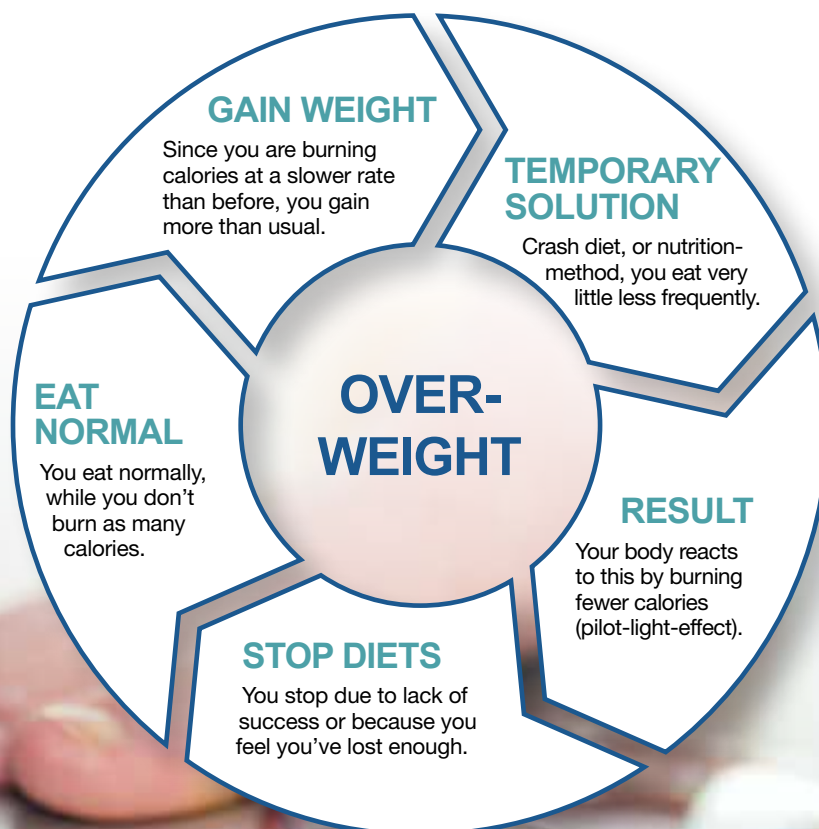 GAIN WEIGHT
Since you are burning
calories at a slower rate
than before, you gain
more than usual.
TEMPORARY
SOLUTION
Crash diet, or nutrition-
method, you eat very
little less frequently.
OVER-
WEIGHT
RESULT
Your body reacts
to this by burning
fewer calories
(pilot-light-effect).
STOP DIETS
You stop due to lack of
success or because you
feel you’ve lost enough.
EAT
NORMAL
You eat normally,
while you don’t
burn as many
calories.